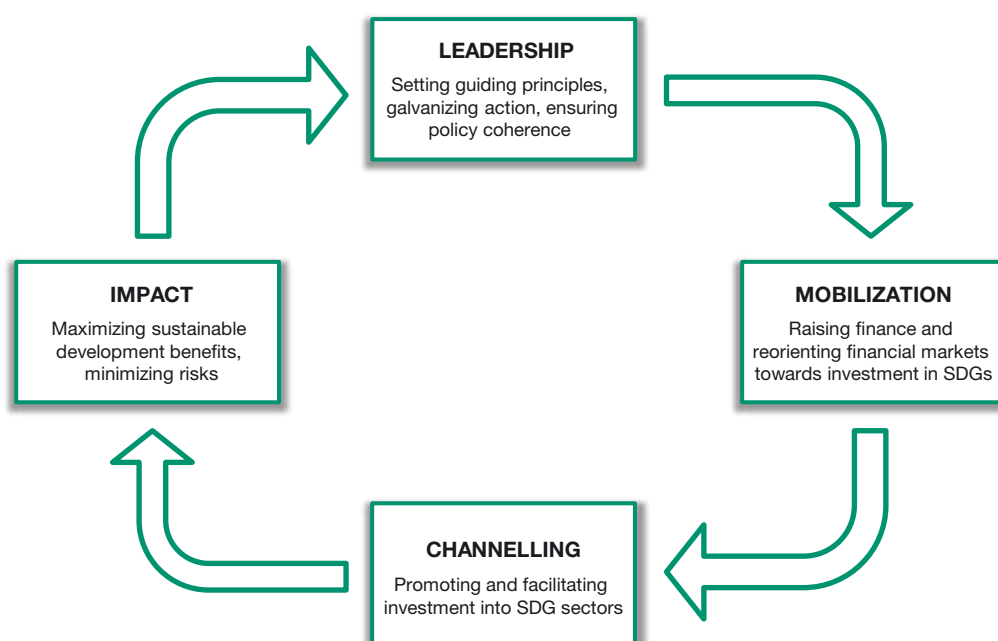 LEADERSHIP
Setting guiding principles,
galvanizing action, ensuring
policy coherence
IMPACT
Maximizing sustainable
development benefits,
minimizing risks
MOBILIZATION
Raising finance and
reorienting financial markets
towards investment in SDGs
CHANNELLING
Promoting and facilitating
investment into SDG sectors